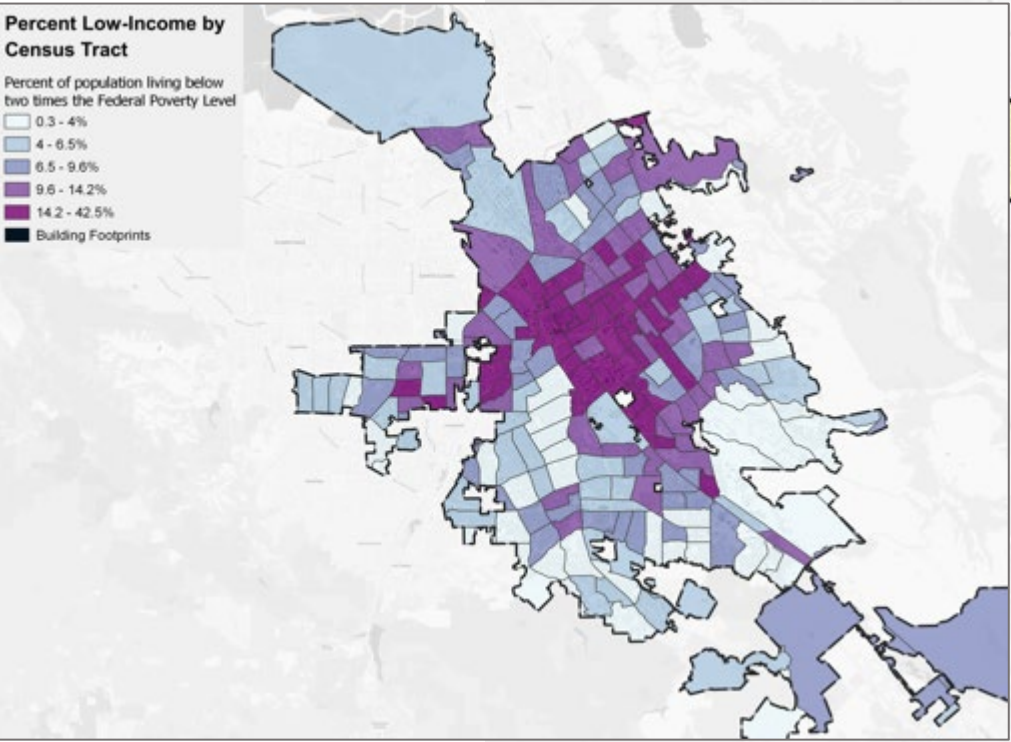 Percent Low-Income by
Census Tract
Percent of population living below
two times the Federal Poverty Level
0.3 - 4%
4 - 6.5%
6.5 - 9.6%
9.6 - 14.2%
14.2 - 42.5%
Building Footprints